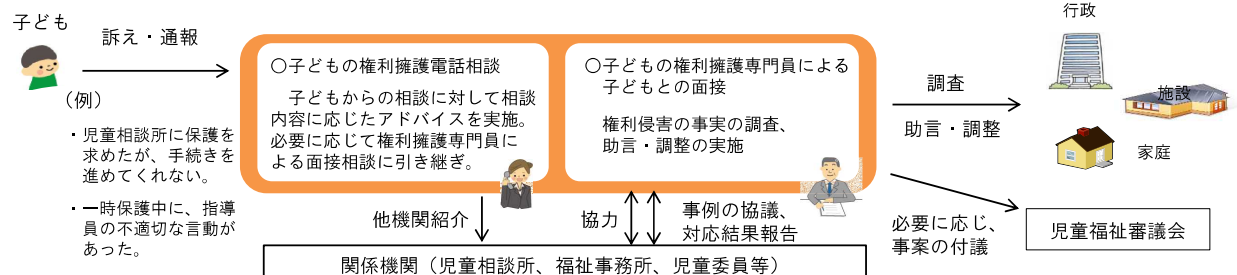 子ども
訴え・通報
(例)
・児童相談所に保護を
求めたが、手続きを
進めてくれない。
・一時保護中に、指導
員の不適切な言動が
あった。
〇子どもの権利擁護電話相談
子どもからの相談に対して相談
内容に応じたアドバイスを実施。
必要に応じて権利擁護専門員に
よる面接相談に引き継ぎ。
〇子どもの権利擁護専門員による
子どもとの面接
権利侵害の事実の調査、
助言・調整の実施
調査
助言・調整
行政
施設
家庭
他機関紹介
協力
事例の協議、
対応結果報告
必要に応じ、
事案の付議
児童福祉審議会
関係機関（児童相談所、福祉事務所、児童委員等）